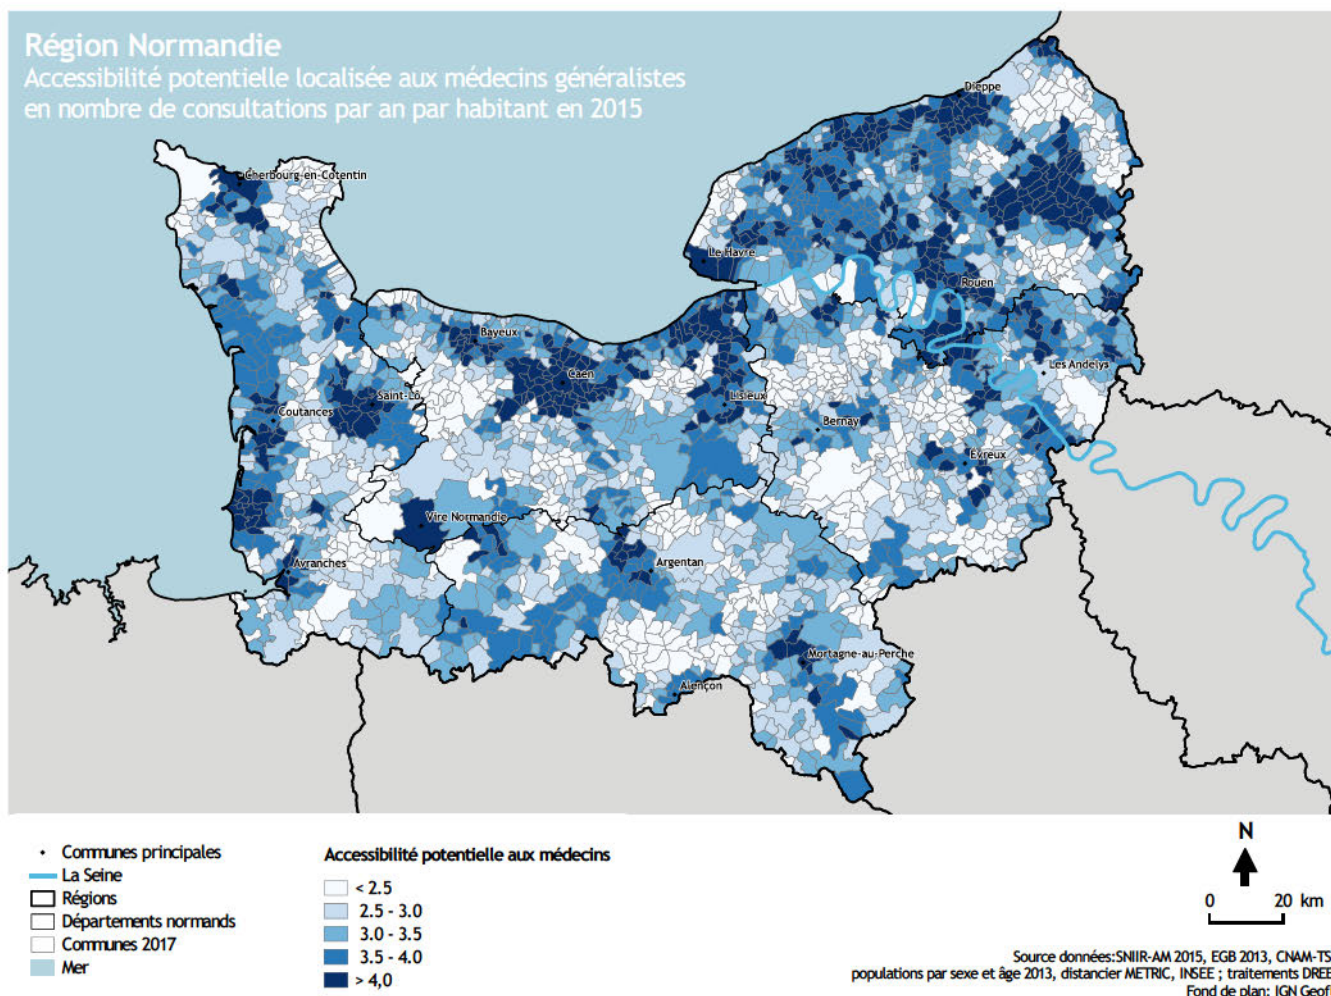 Région Normandie
Accessibilité potentielle localisée aux médecins généralistes
en nombre de consultations par an par habitant en 2015
Dieppe
Cherbourg-en-Cotentin
Le Havre
Rouen
Bayeux
Les Andelys
Caen
Saint-Lo
Lisieux
Coutances
Bernay
Évreux
Vire Normandie
Avranches
Argentan
Mortagne-au-Perche
Alençon
Communes principales
La Seine
Régions
Départements normands
Communes 2017
Mer
Accessibilité potentielle aux médecins
< 2.5
2.5 - 3.0
3.0 - 3.5
3.5 - 4.0
> 4,0
N
0 20 km
Source données:SNIIR-AM 2015, EGB 2013, CNAM-TS
populations par sexe et âge 2013, distancier METRIC, INSEE ; traitements DREE
Fond de plan: IGN Geofl